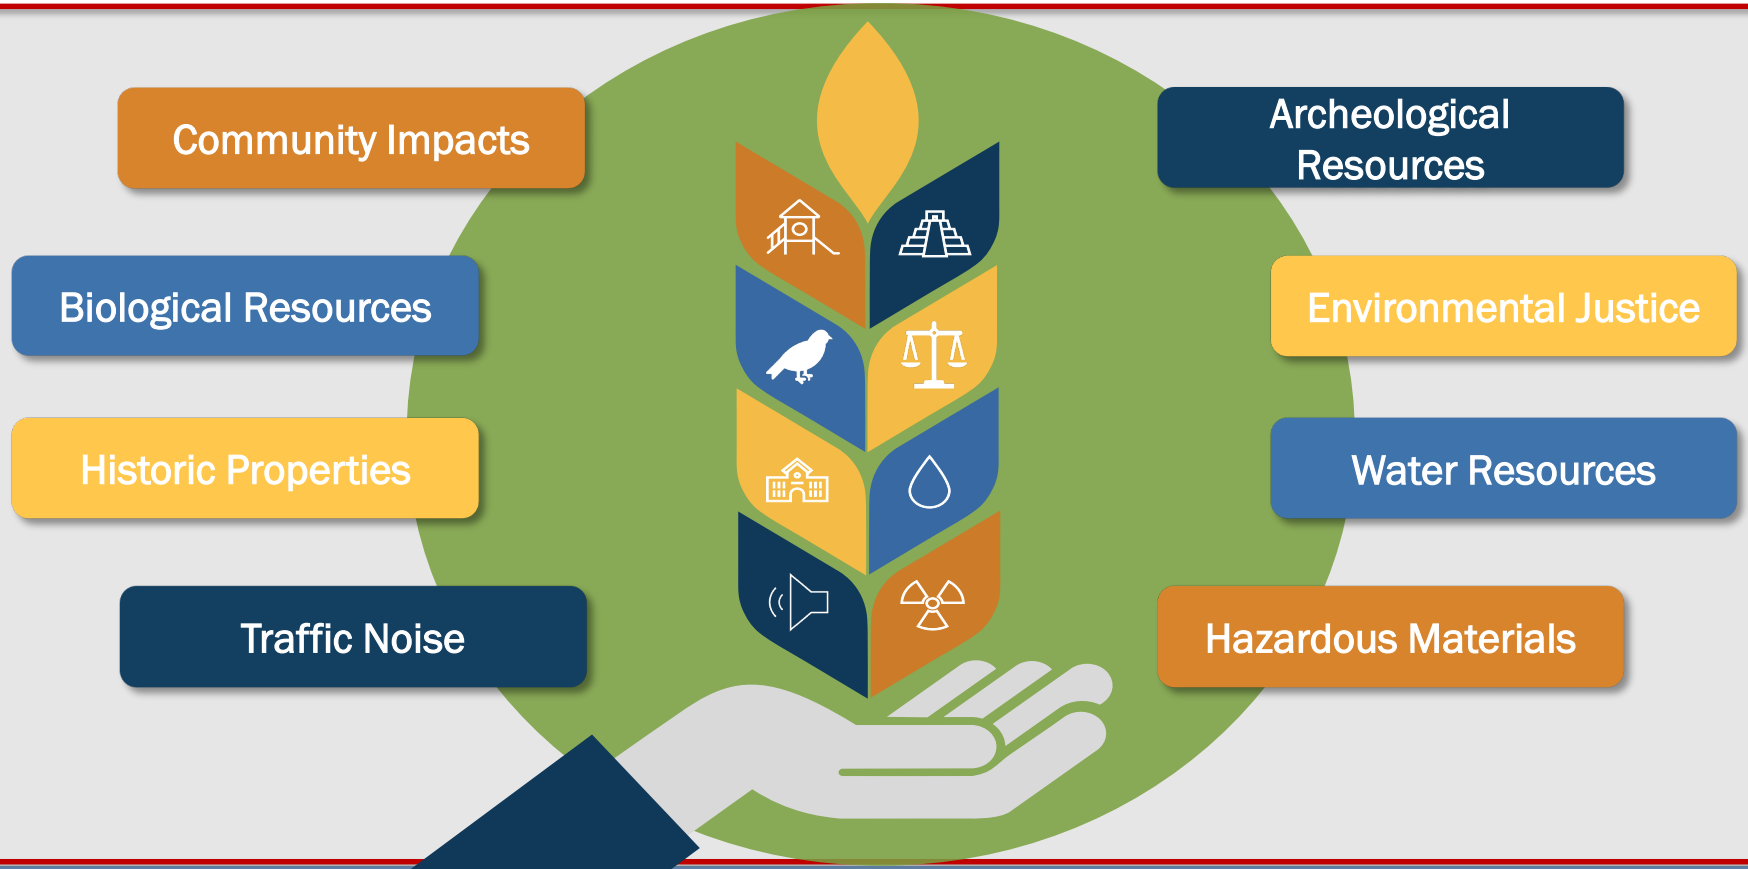 Community Impacts
Archeological
Resources
Biological Resources
Environmental Justice
Historic Properties
Water Resources
Traffic Noise
Hazardous Materials